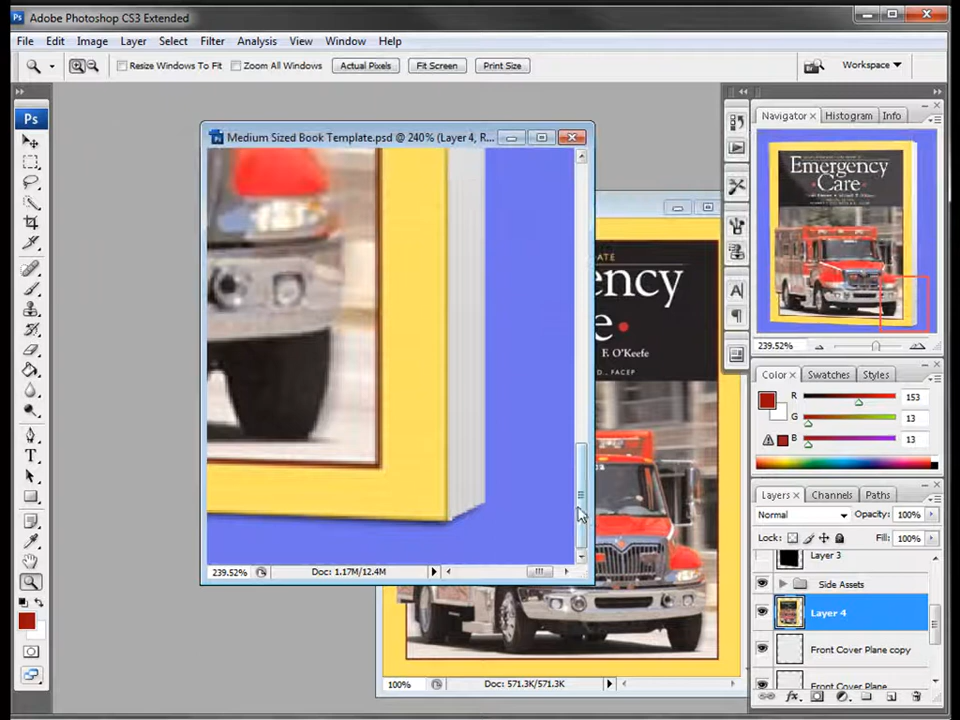 Ps Adobe Photoshop CS3 Extended
File Edit Image Layer Select Filter Analysis View Window Help
Resize Windows To Fit Zoom All Windows Actual Pixels Fit Screen Print Size Workspace
Ps
Medium Sized Book Template.psd @ 240% (Layer 4, R...
239.52% Doc: 1.17M/12.4M
ATE
ency
e
F. O'Keefe
D., FACEP
100% Doc: 571.3K/571.3K
Navigator Histogram Info
Emergency
Care
239.52%
Color Swatches Styles
R 153
G 13
B 13
Layers Channels Paths
Normal Opacity: 100%
Lock: Fill: 100%
Layer 3
Side Assets
Layer 4
Front Cover Plane copy
Front Cover Plane